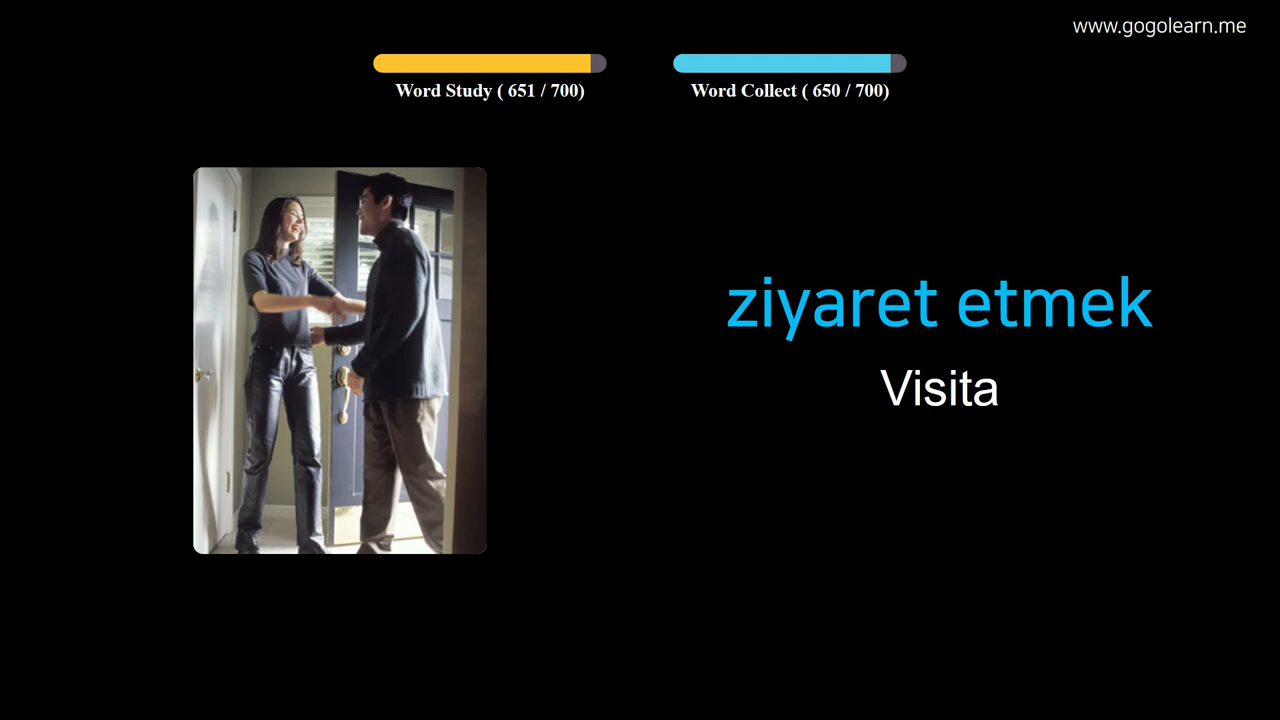 www.gogolearn.me
Word Study ( 651 / 700)
Word Collect ( 650 / 700)
ziyaret etmek
Visita